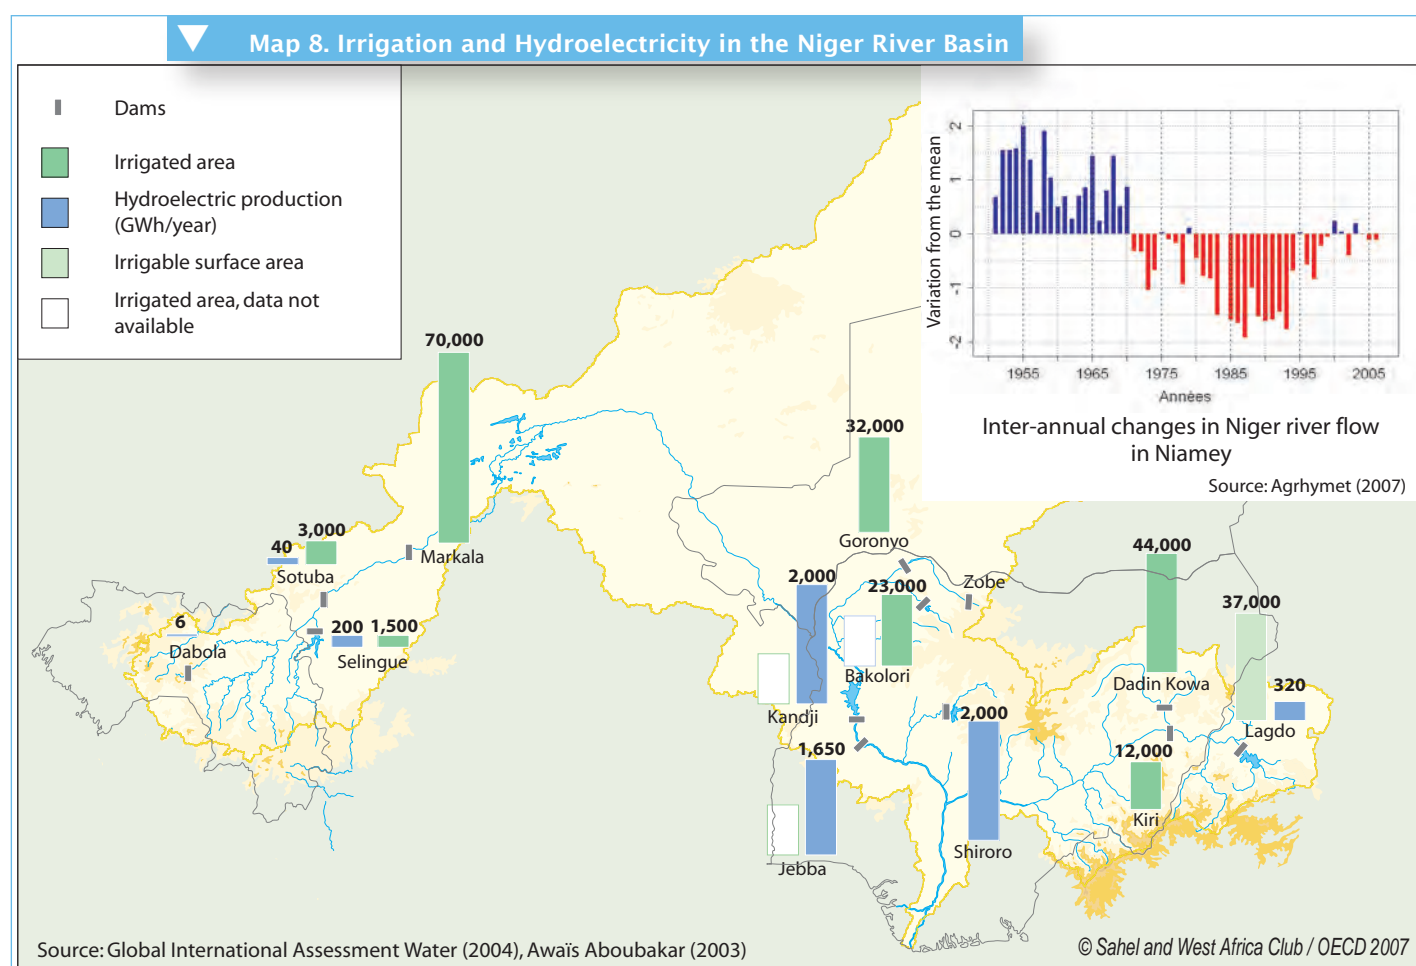 Map 8. Irrigation and Hydroelectricity in the Niger River Basin
Dams
Irrigated area
Hydroelectric production
(GWh/year)
Irrigable surface area
Irrigated area, data not
available
Variation from the mean
2
1
0
-1
-2
1955
1965
1975
1985
1995
2005
Années
Inter-annual changes in Niger river flow
in Niamey
Source: Agrhymet (2007)
70,000
Markala
32,000
Goronyo
3,000
40
Sotuba
44,000
Dadin Kowa
2,000
Kandji
23,000
Bakolori
Zobe
37,000
320
Lagdo
6
Dabola
200
1,500
Selingue
2,000
Shiroro
1,650
Jebba
12,000
Kiri
Source: Global International Assessment Water (2004), Awaïs Aboubakar (2003)
© Sahel and West Africa Club / OECD 2007